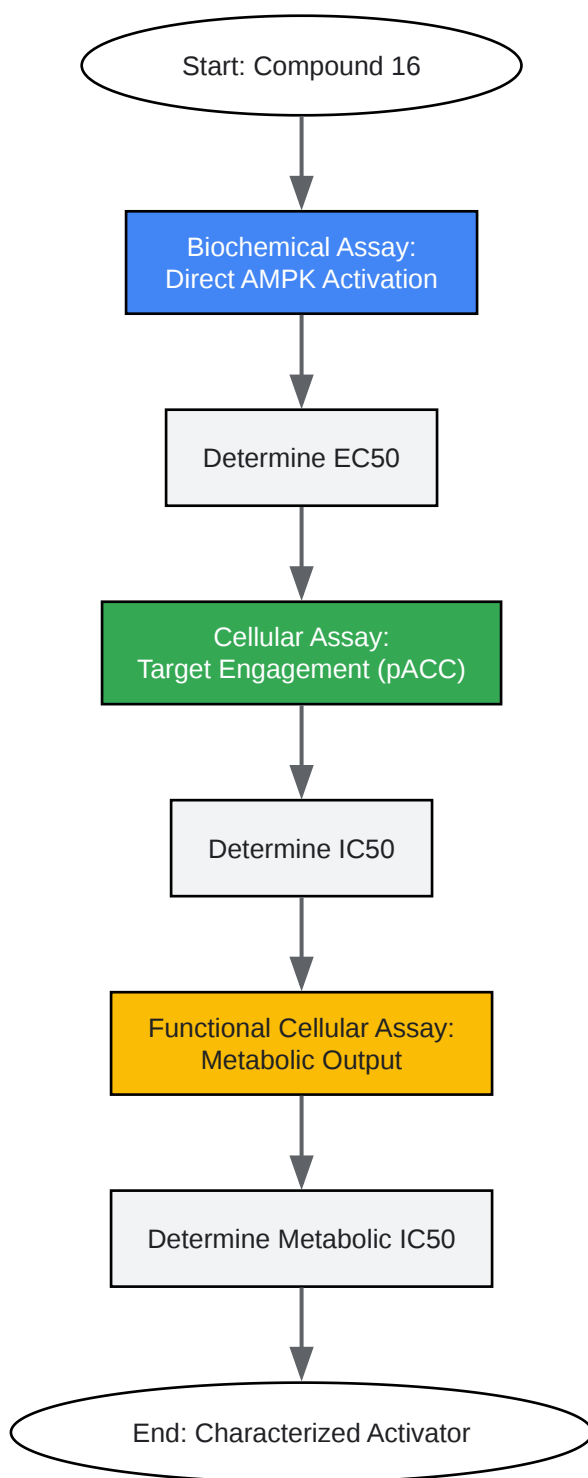 Start: Compound 16
Biochemical Assay:
Direct AMPK Activation
Determine EC50
Cellular Assay:
Target Engagement (pACC)
Determine IC50
Functional Cellular Assay:
Metabolic Output
Determine Metabolic IC50
End: Characterized Activator